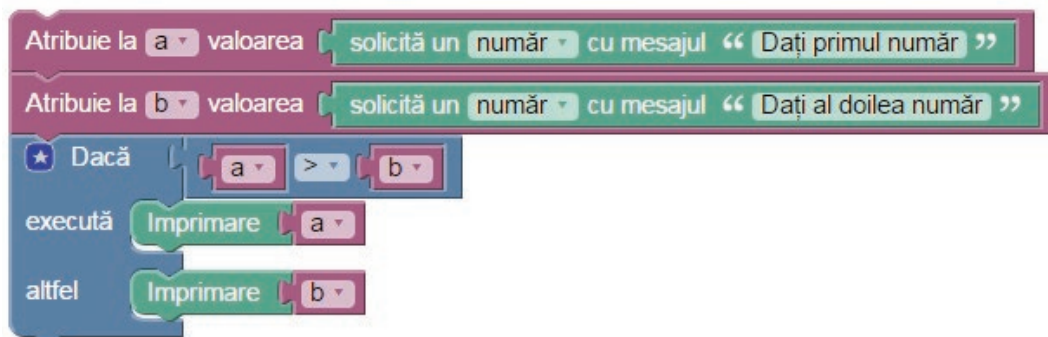 Atribuie la a valoarea solicită un număr cu mesajul “ Dați primul număr ”
Atribuie la b valoarea solicită un număr cu mesajul “ Dați al doilea număr ”
Dacă a > b
execută Imprimare a
altfel Imprimare b